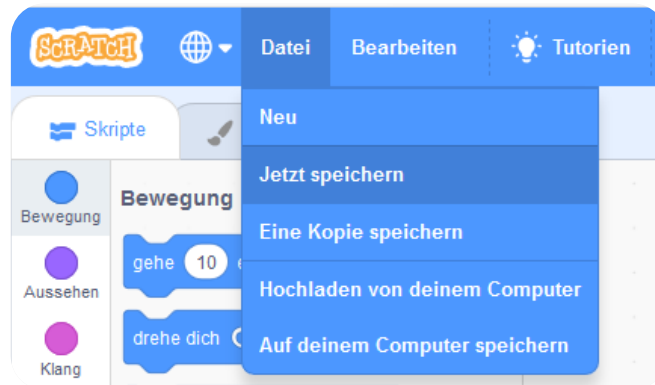 SCRATCH
Datei
Bearbeiten
Tutorien
Neu
Jetzt speichern
Eine Kopie speichern
Hochladen von deinem Computer
Auf deinem Computer speichern
Skripte
Bewegung
Aussehen
Klang
Bewegung
gehe 10
drehe dich